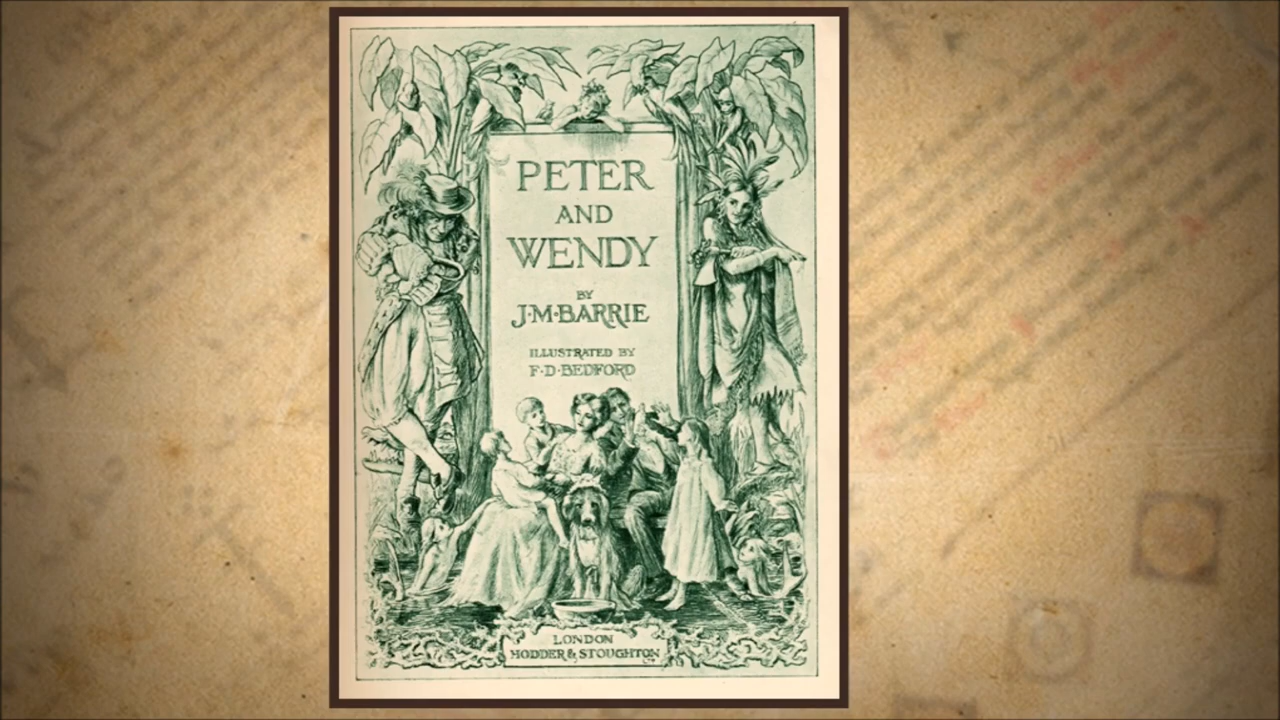 PETER
AND
WENDY
BY
J·M·BARRIE
ILLUSTRATED BY
F·D·BEDFORD
LONDON
HODDER & STOUGHTON